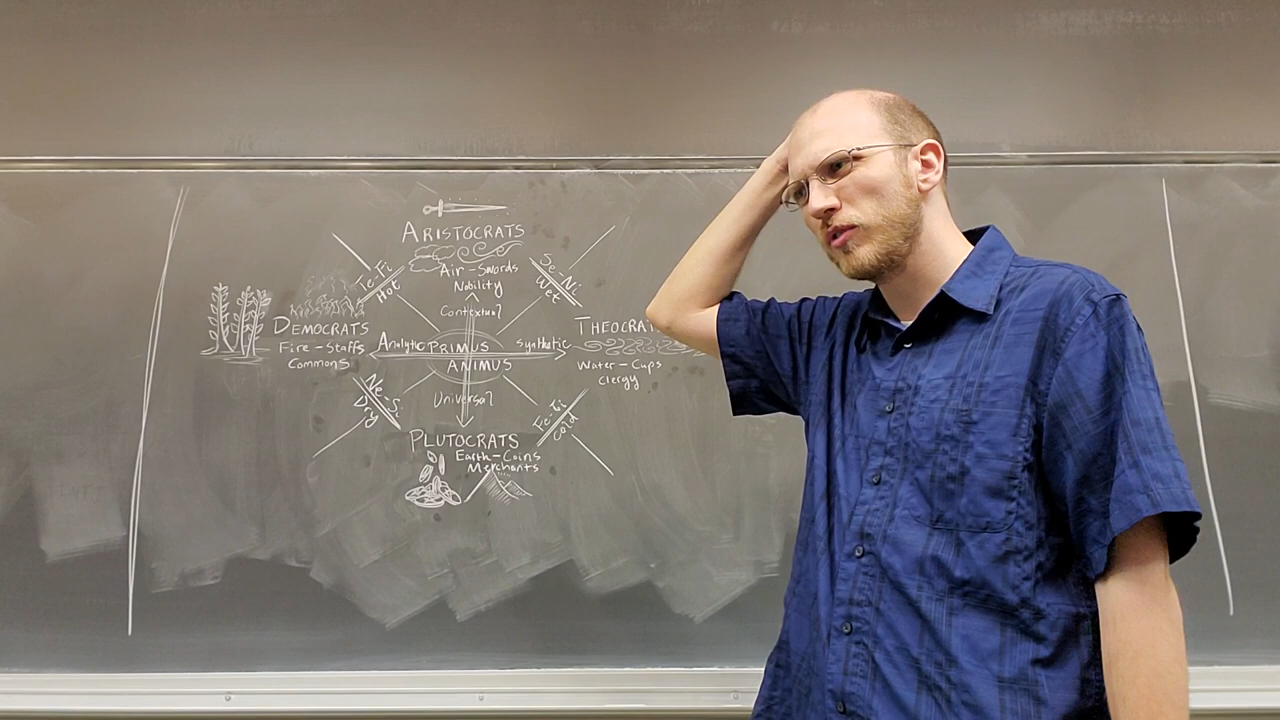 ARISTOCRATS
Air-Swords
Nobility
Te-Fi
Hot
Se-Ni
Wet
Contextual
DEMOCRATS
Fire-Staffs
Commons
Analytic
PRIMUS
ANIMUS
synthetic
THEOCRAT
Water-Cups
Clergy
Ne-Si
Dry
Universal
Fe-Ti
Cold
PLUTOCRATS
Earth-Coins
Merchants